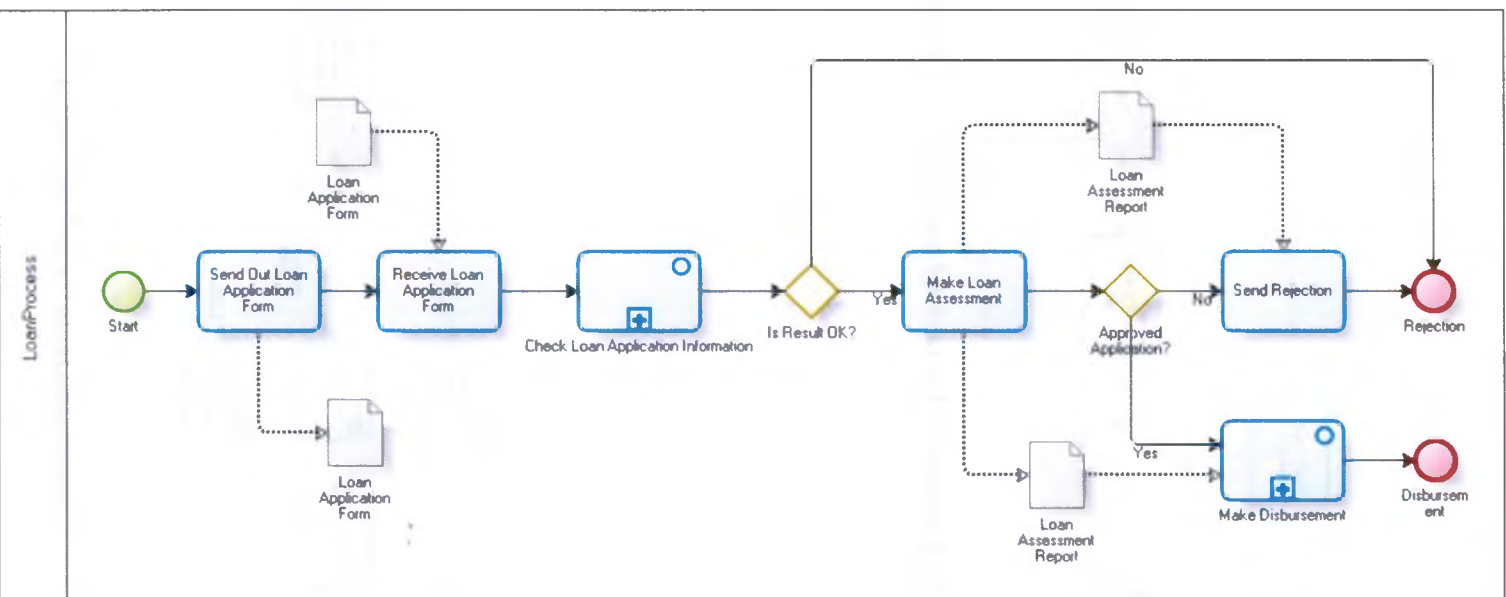 LoanProcess
No
Loan
Application
Form
Loan
Assessment
Report
Start
Send Out Loan
Application
Form
Receive Loan
Application
Form
Check Loan Application Information
Is Result OK?
Yes
Make Loan
Assessment
Approved
Application?
No
Send Rejection
Rejection
Yes
Loan
Application
Form
Loan
Assessment
Report
Make Disbursement
Disbursem
ent